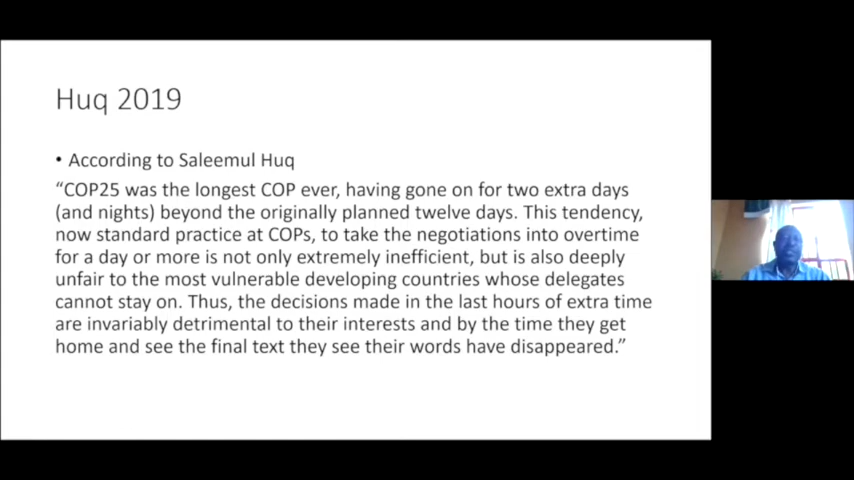 Huq 2019
• According to Saleemul Huq
“COP25 was the longest COP ever, having gone on for two extra days
(and nights) beyond the originally planned twelve days. This tendency,
now standard practice at COPs, to take the negotiations into overtime
for a day or more is not only extremely inefficient, but is also deeply
unfair to the most vulnerable developing countries whose delegates
cannot stay on. Thus, the decisions made in the last hours of extra time
are invariably detrimental to their interests and by the time they get
home and see the final text they see their words have disappeared.”